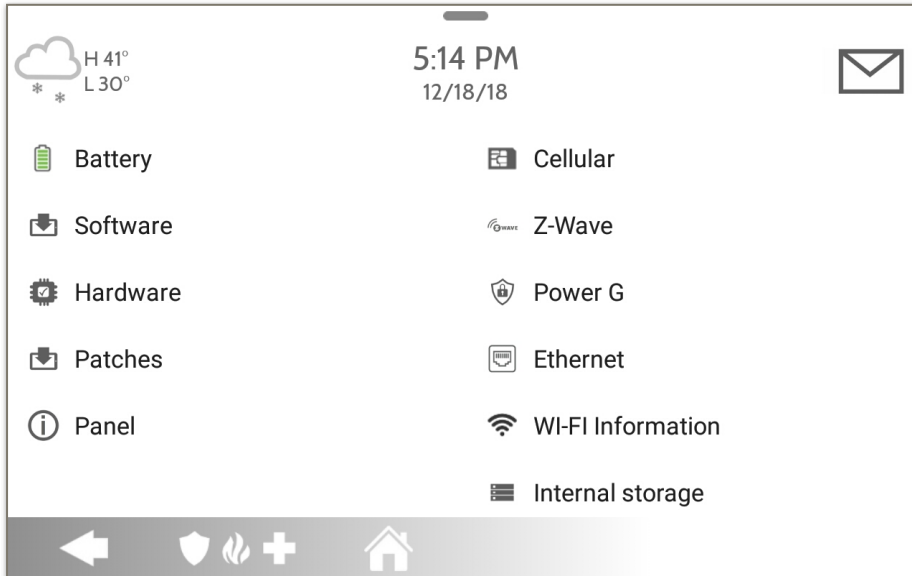 H 41°
L 30°
5:14 PM
12/18/18
Battery
Software
Hardware
Patches
Panel
Cellular
Z-WAVE Z-Wave
Power G
Ethernet
WI-FI Information
Internal storage